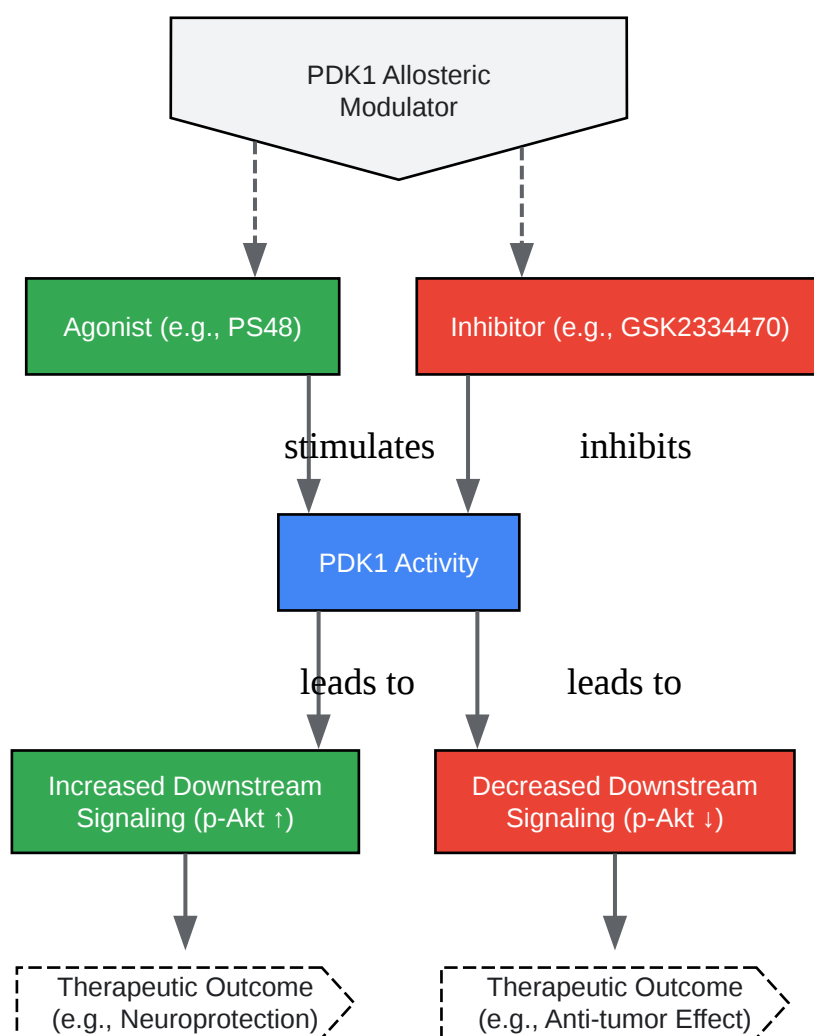 PDK1 Allosteric
Modulator
Agonist (e.g., PS48)
Inhibitor (e.g., GSK2334470)
stimulates
inhibits
PDK1 Activity
leads to
leads to
Increased Downstream
Signaling (p-Akt ↑)
Decreased Downstream
Signaling (p-Akt ↓)
Therapeutic Outcome
(e.g., Neuroprotection)
Therapeutic Outcome
(e.g., Anti-tumor Effect)